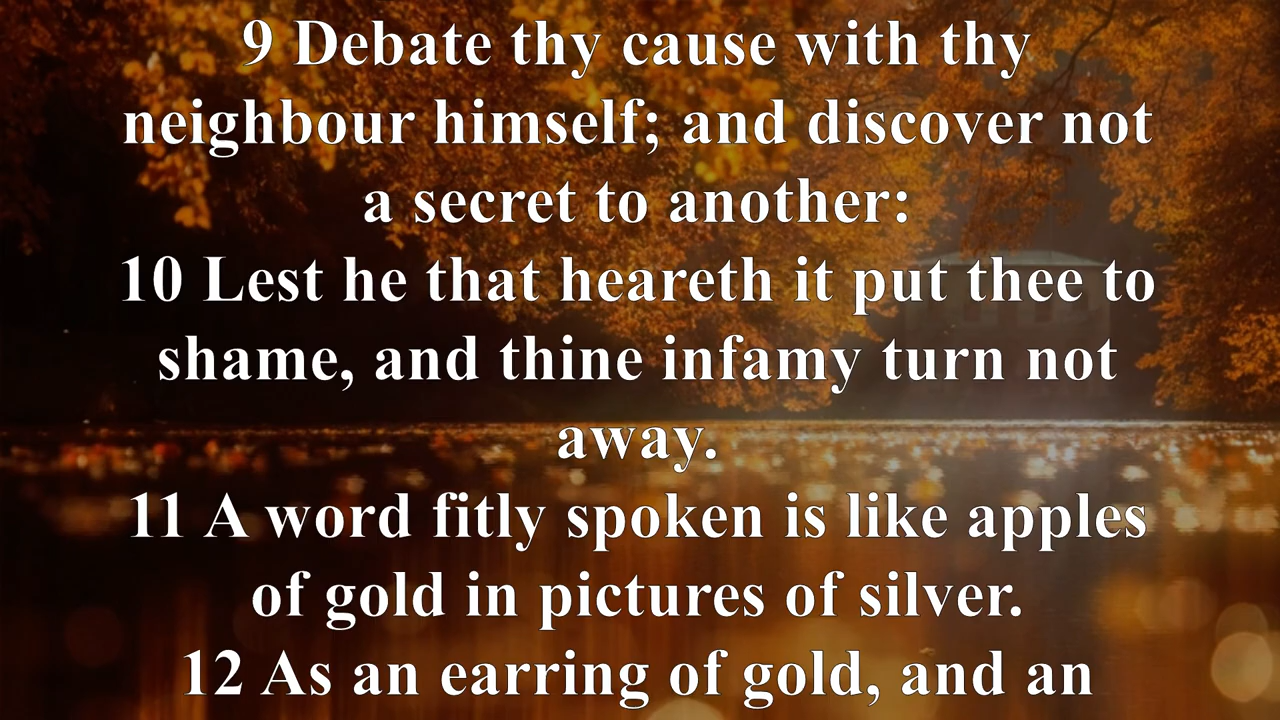 9 Debate thy cause with thy
neighbour himself; and discover not
a secret to another:
10 Lest he that heareth it put thee to
shame, and thine infamy turn not
away.
11 A word fitly spoken is like apples
of gold in pictures of silver.
12 As an earring of gold, and an